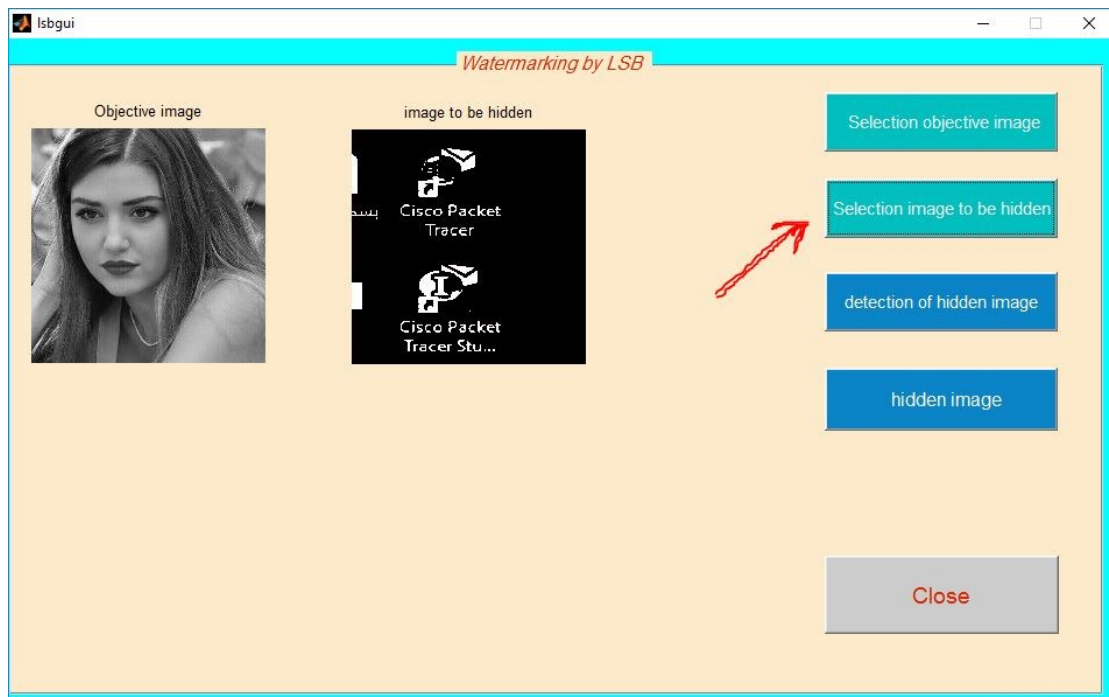 lsbgui
Watermarking by LSB
Objective image
image to be hidden
Selection objective image
Selection image to be hidden
detection of hidden image
hidden image
Close
Cisco Packet
Tracer
Cisco Packet
Tracer Stu...